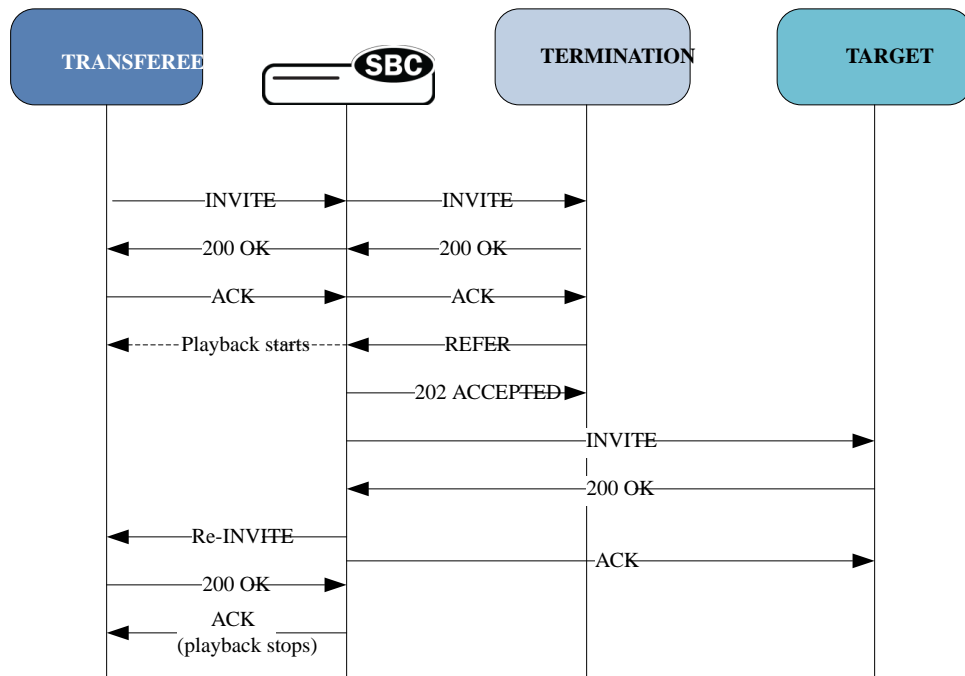 TRANSFEREE
SBC
TERMINATION
TARGET
INVITE
INVITE
200 OK
200 OK
ACK
ACK
Playback starts
REFER
202 ACCEPTED
INVITE
200 OK
Re-INVITE
ACK
200 OK
ACK
(playback stops)